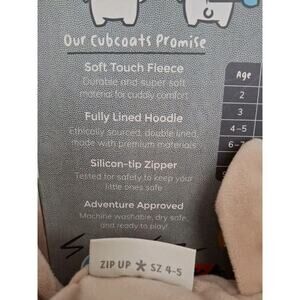 Our Cubcoats Promise
Soft Touch Fleece
Durable and super soft
material for cuddly comfort
Fully Lined Hoodie
Ethically sourced, double lined,
made with premium materials
Silicon-tip Zipper
Tested for safety to keep your
little ones safe
Adventure Approved
Machine washable, dry safe,
and ready to play!
Age
2
3
4-5
ZIP UP * SZ 4-5